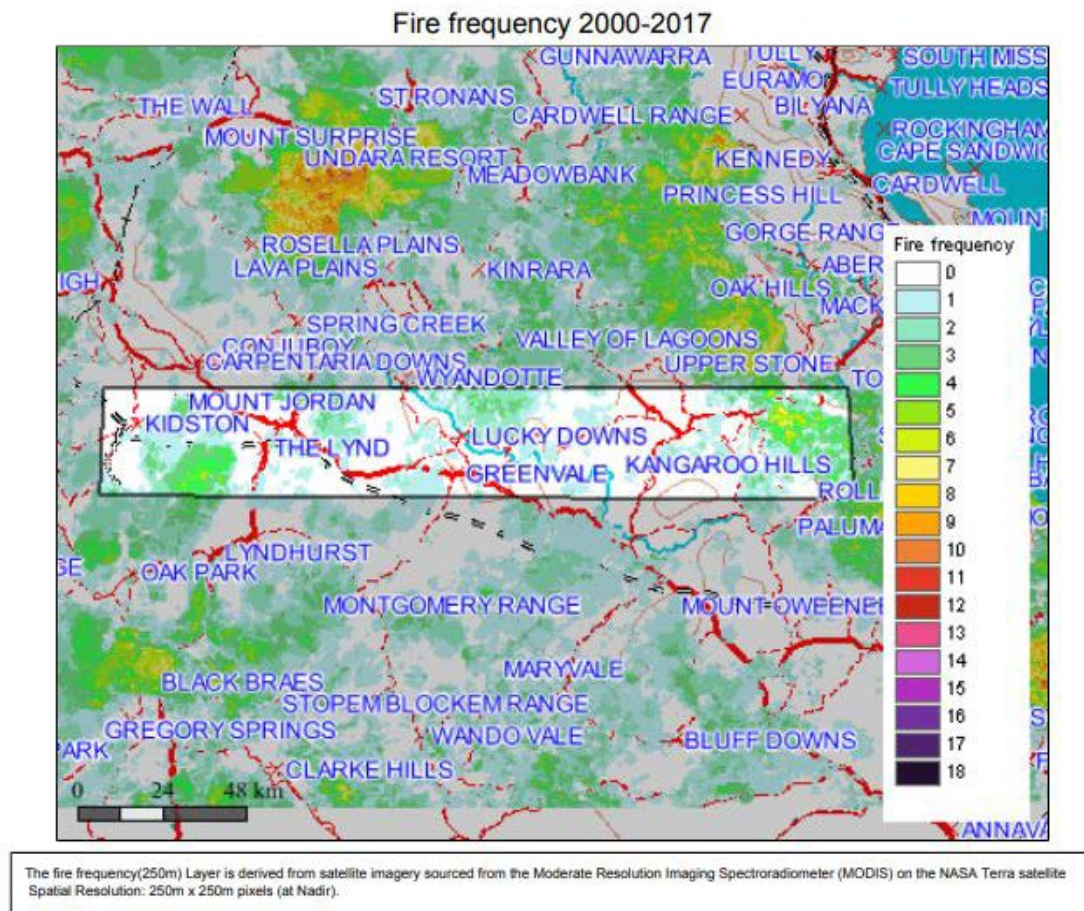 Fire frequency 2000-2017
GUNNAWARRA
TULLY
SOUTH MISS
EURAMO
TULLY HEADS
ST RONANS
THE WALL
BILYANA
CARDWELL RANGE
ROCKINGHAM
MOUNT SURPRISE
CAPE SANDWIC
UNDARA RESORT
KENNEDY
MEADOWBANK
CARDWELL
PRINCESS HILL
MOUNT
GORGE RANGE
ROSELLA PLAINS
LAVA PLAINS
KINRARA
ABER
IGH
OAK HILLS
MACK
SPRING CREEK
VALLEY OF LAGOONS
CONJUBOY
CARPENTARIA DOWNS
UPPER STONE
WYANDOTTE
TO
MOUNT JORDAN
KIDSTON
LUCKY DOWNS
THE LYND
GREENVALE
KANGAROO HILLS
ROLL
PALUMA
LYNDHURST
GE
OAK PARK
MONTGOMERY RANGE
MOUNT OWEENEE
MARYVALE
BLACK BRAES
STOPEM BLOCKEM RANGE
GREGORY SPRINGS
WANDO VALE
BLUFF DOWNS
PARK
CLARKE HILLS
ANNAVA
0 24 48 km
Fire frequency
0
1
2
3
4
5
6
7
8
9
10
11
12
13
14
15
16
17
18
The fire frequency(250m) Layer is derived from satellite imagery sourced from the Moderate Resolution Imaging Spectroradiometer (MODIS) on the NASA Terra satellite
Spatial Resolution: 250m x 250m pixels (at Nadir).